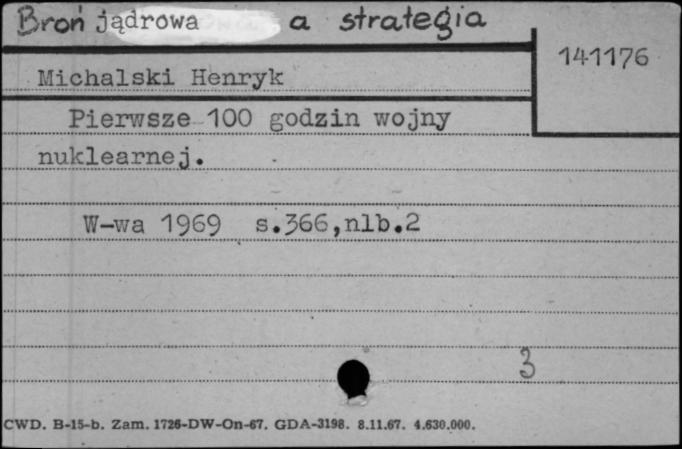 Broń jądrowa a strategia
141176
Michalski Henryk
Pierwsze 100 godzin wojny
nuklearnej.
W-wa 1969 s.366,nlb.2
3
CWD. B-15-b. Zam. 1726-DW-On-67. GDA-3198. 8.11.67. 4.630.000.